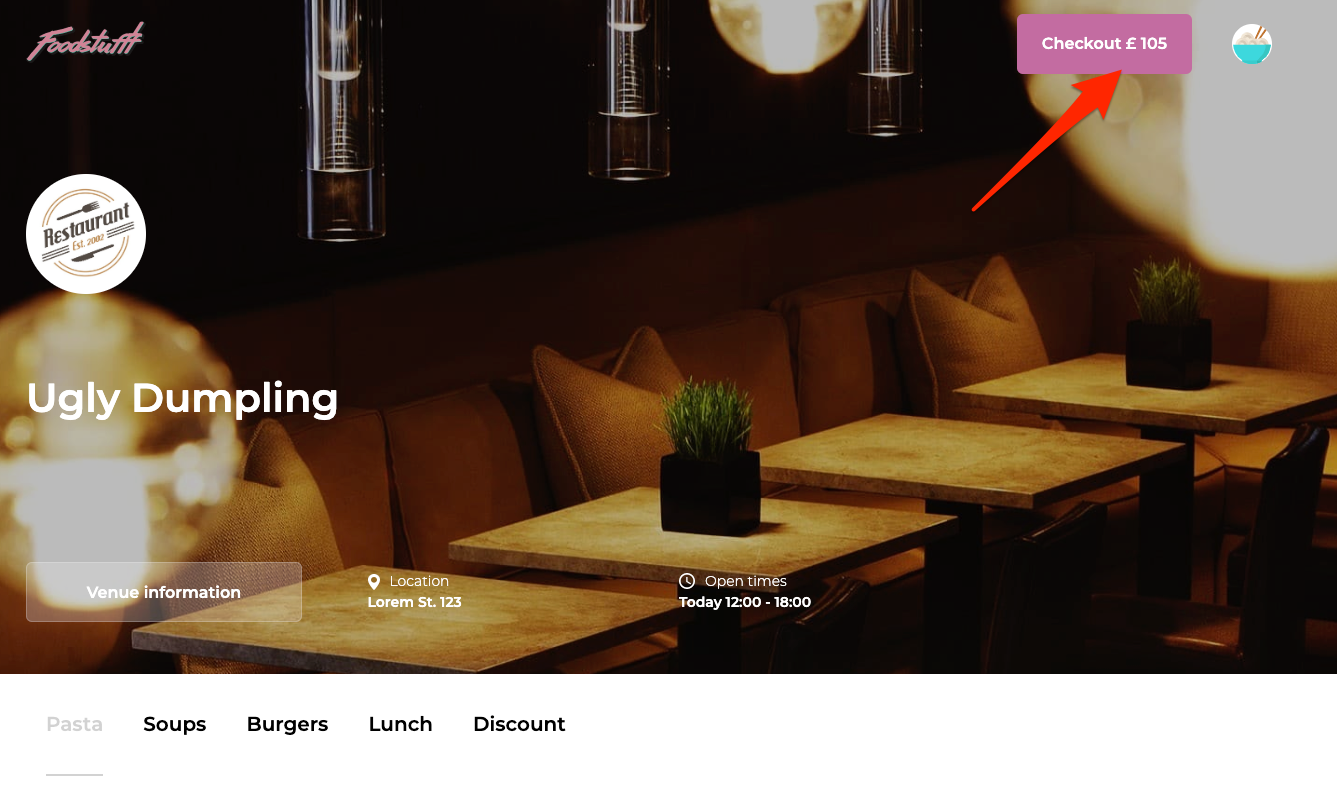 Foodstufff
Checkout £ 105
Restaurant
Est. 2002
Ugly Dumpling
Venue information
Location
Lorem St. 123
Open times
Today 12:00 - 18:00
Pasta
Soups
Burgers
Lunch
Discount